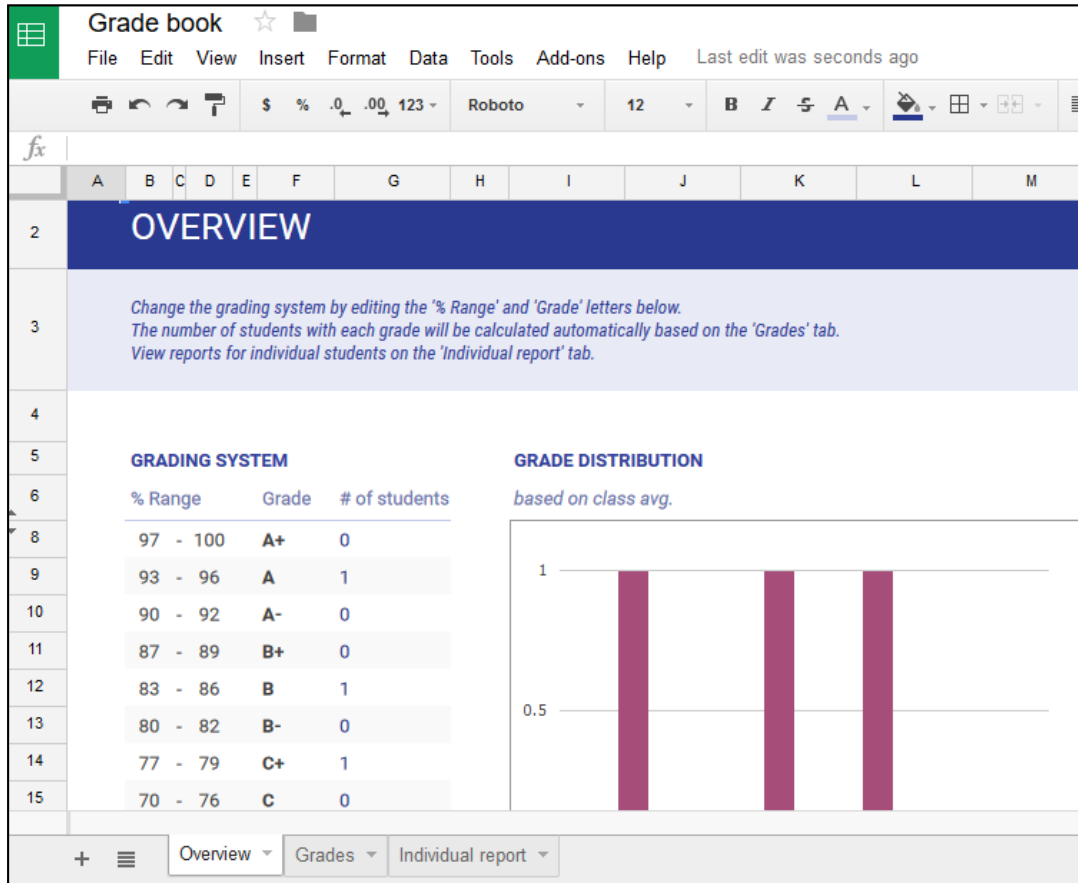 Grade book
File Edit View Insert Format Data Tools Add-ons Help Last edit was seconds ago
$ % .0 .00 123 Roboto 12 B I S A
fx
A B C D E F G H I J K L M
2 OVERVIEW
3
Change the grading system by editing the '% Range' and 'Grade' letters below.
The number of students with each grade will be calculated automatically based on the 'Grades' tab.
View reports for individual students on the 'Individual report' tab.
4
5 GRADING SYSTEM GRADE DISTRIBUTION
6 % Range Grade # of students based on class avg.
8 97 - 100 A+ 0
9 93 - 96 A 1 1
10 90 - 92 A- 0
11 87 - 89 B+ 0
12 83 - 86 B 1
13 80 - 82 B- 0 0.5
14 77 - 79 C+ 1
15 70 - 76 C 0
+ Overview Grades Individual report